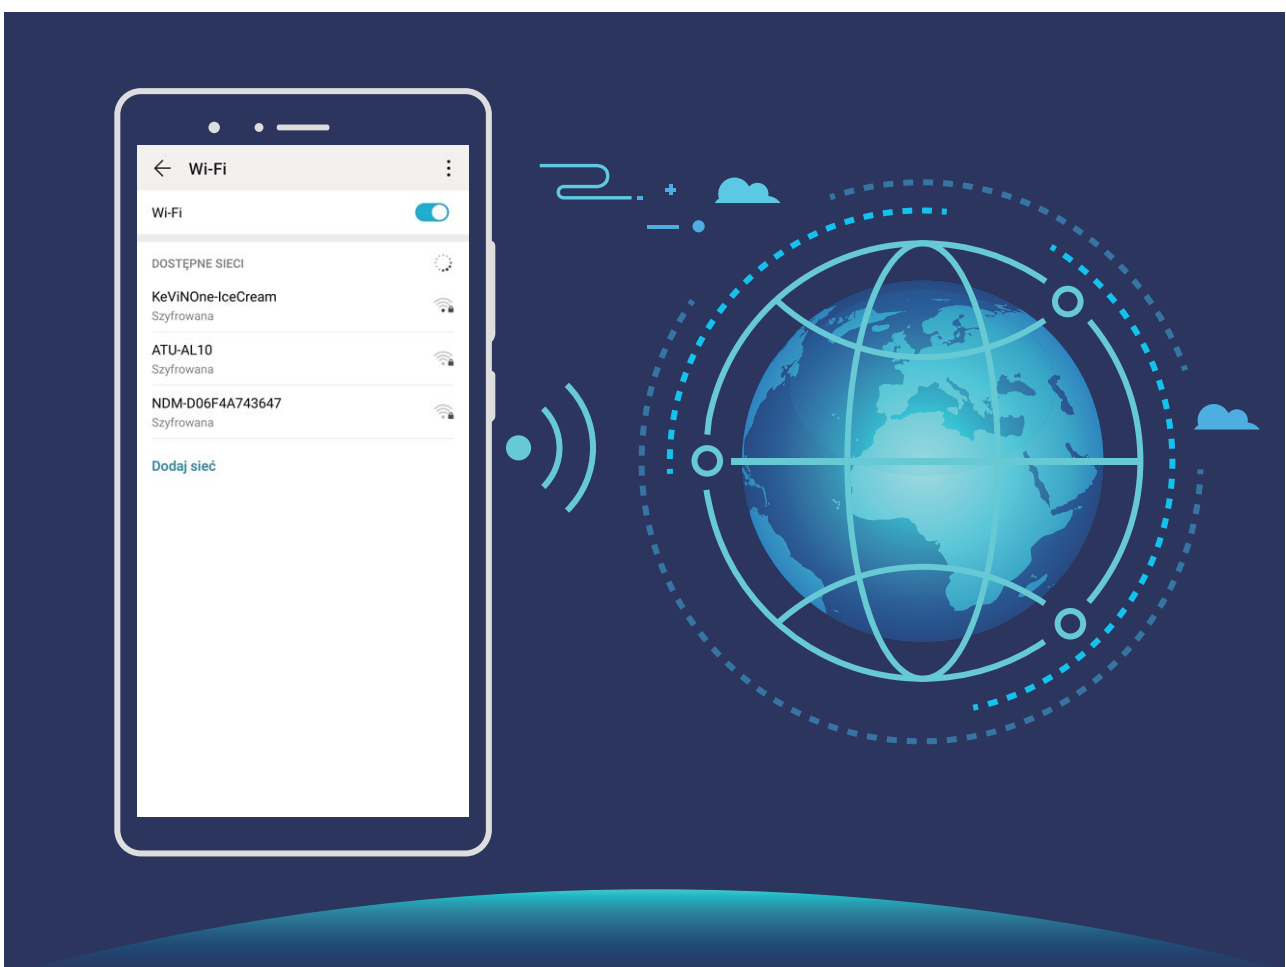 Wi-Fi
Wi-Fi
DOSTĘPNE SIECI
KeViNOne-IceCream
Szyfrowana
ATU-AL10
Szyfrowana
NDM-D06F4A743647
Szyfrowana
Dodaj sieć